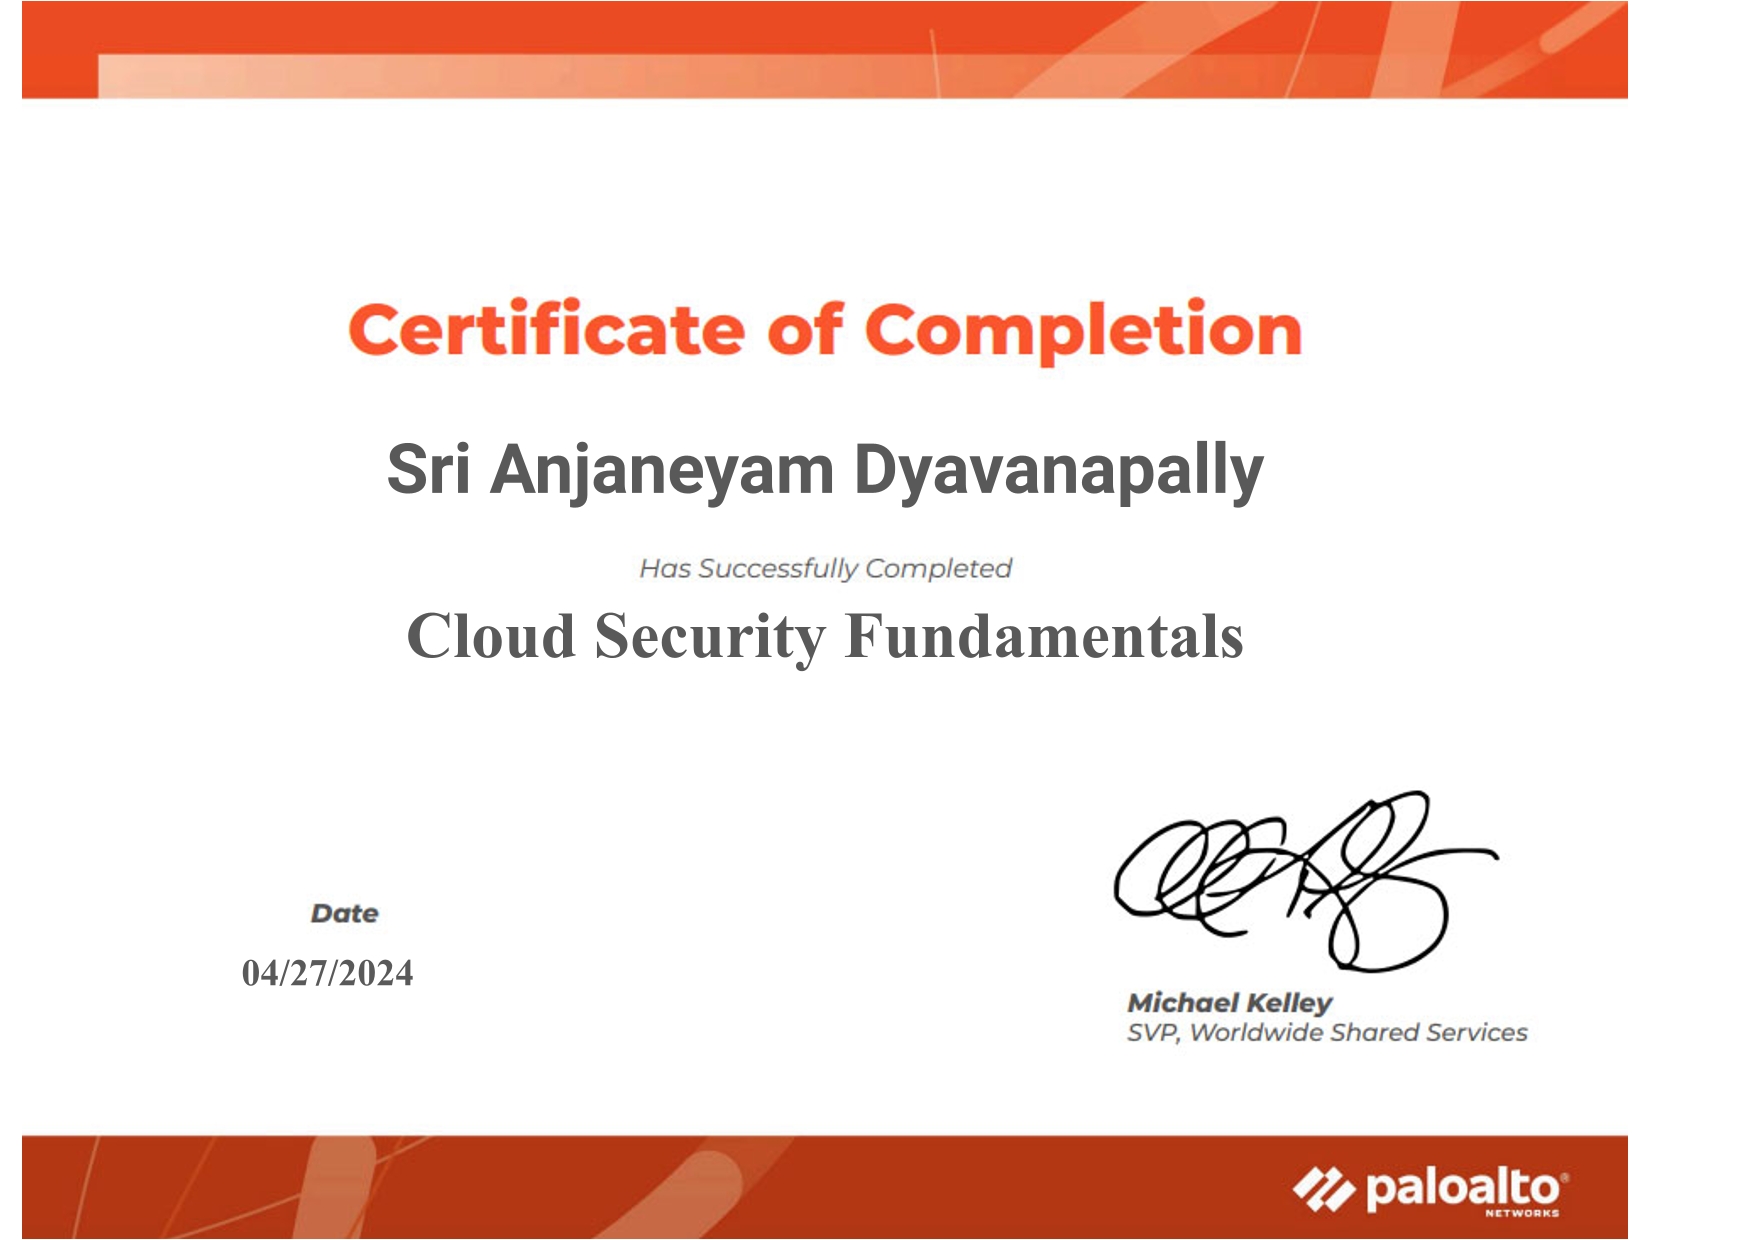 Certificate of Completion
Sri Anjaneyam Dyavanapally
Has Successfully Completed
Cloud Security Fundamentals
Date
04/27/2024
Michael Kelley
SVP, Worldwide Shared Services
paloalto®
NETWORKS